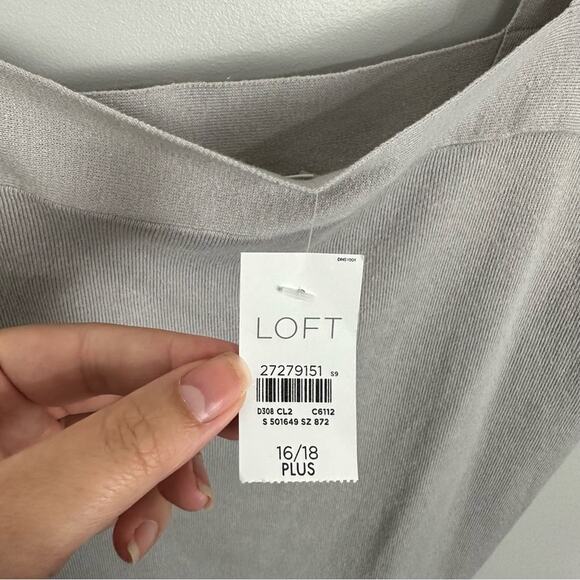 LOFT
27279151 S9
D308 CL2 C6112
S 501649 SZ 872
16/18
PLUS